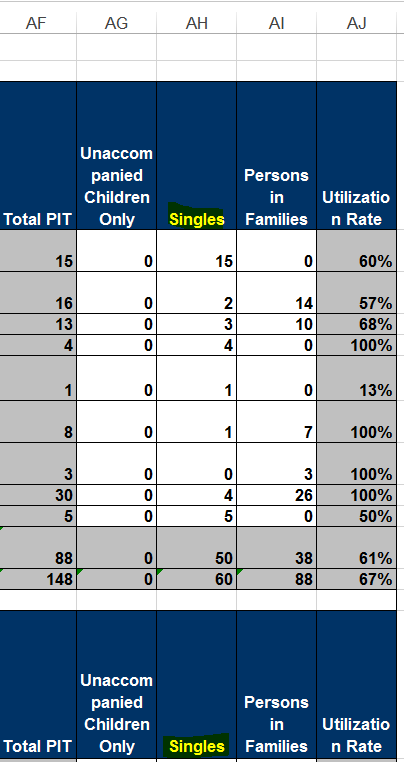 AF AG AH AI AJ
Unaccom
panied Persons
Children in Utilizatio
Total PIT Only Singles Families n Rate
15 0 15 0 60%
16 0 2 14 57%
13 0 3 10 68%
4 0 4 0 100%
1 0 1 0 13%
8 0 1 7 100%
3 0 0 3 100%
30 0 4 26 100%
5 0 5 0 50%
88 0 50 38 61%
148 0 60 88 67%
Unaccom
panied Persons
Children in Utilizatio
Total PIT Only Singles Families n Rate